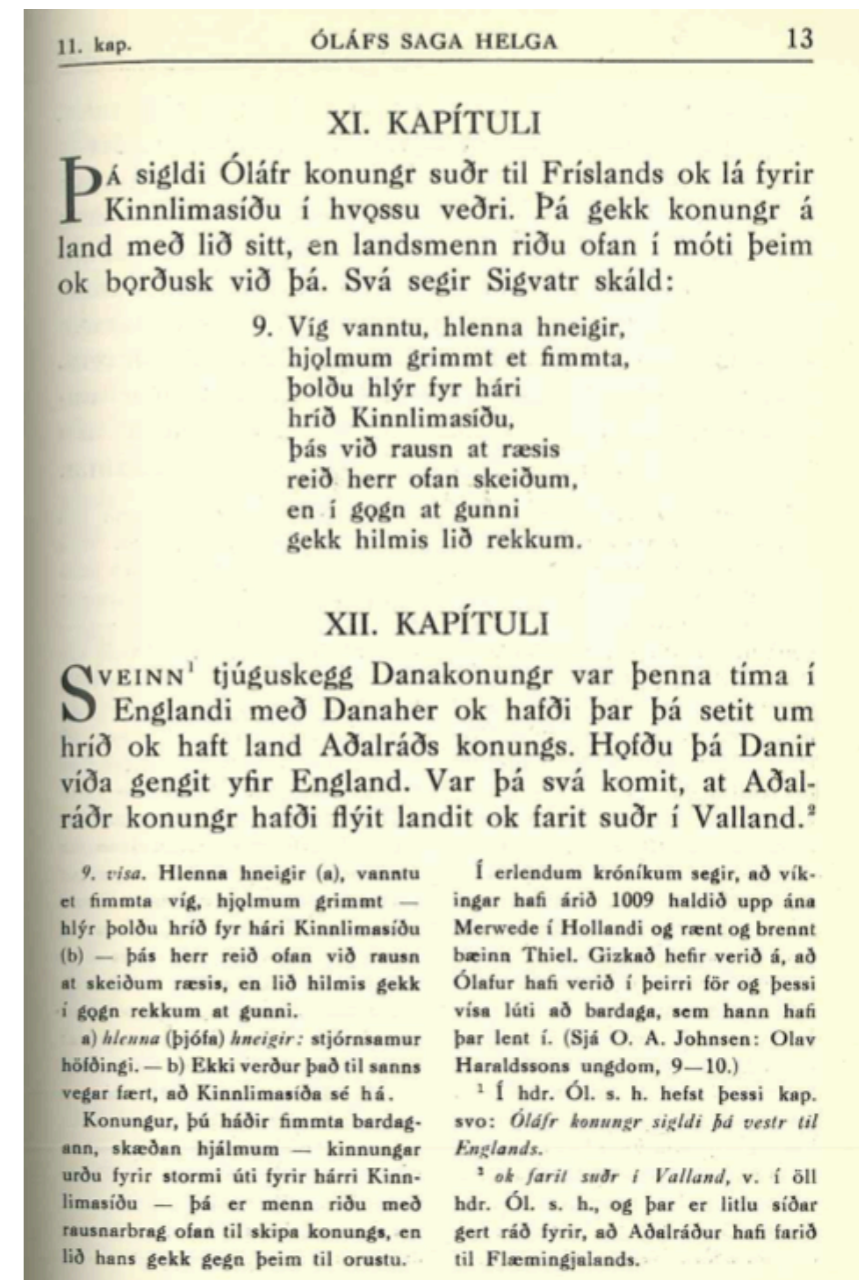 11. kap.
ÓLÁFS SAGA HELGA
13
XI. KAPÍTULI
ÞÁ sigldi Óláfr konungr suðr til Fríslands ok lá fyrir
Kinnlimasíðu í hvǫssu veðri. Þá gekk konungr á
land með lið sitt, en landsmenn riðu ofan í móti þeim
ok bǫrðusk við þá. Svá segir Sigvatr skáld:
9. Víg vanntu, hlenna hneigir,
hjǫlmum grimmt et fimmta,
þolðu hlýr fyr hári
hríð Kinnlimasíðu,
þás við rausn at ræsis
reið herr ofan skeiðum,
en í gǫgn at gunni
gekk hilmis lið rekkum.
XII. KAPÍTULI
SVEINN¹ tjúguskegg Danakonungr var þenna tíma í
Englandi með Danaher ok hafði þar þá setit um
hríð ok haft land Aðalráðs konungs. Hǫfðu þá Danir
víða gengit yfir England. Var þá svá komit, at Aðal-
ráðr konungr hafði flýit landit ok farit suðr í Valland.²
9. vísa. Hlenna hneigir (a), vanntu
et fimmta víg, hjǫlmum grimmt —
hlýr þolðu hríð fyr hári Kinnlimasíðu
(b) — þás herr reið ofan við rausn
at skeiðum ræsis, en lið hilmis gekk
í gǫgn rekkum at gunni.
a) hlenna (þjófa) hneigir: stjórnsamur
höfðingi. — b) Ekki verður það til sanns
vegar fært, að Kinnlimasíða sé há.
Konungur, þú háðir fimmta bardag-
ann, skæðan hjálmum — kinnungar
urðu fyrir stormi úti fyrir hárri Kinn-
limasíðu — þá er menn riðu með
rausnarbrag ofan til skipa konungs, en
lið hans gekk gegn þeim til orustu.
Í erlendum króníkum segir, að vík-
ingar hafi árið 1009 haldið upp ána
Merwede í Hollandi og rænt og brennt
bæinn Thiel. Gizkað hefir verið á, að
Ólafur hafi verið í þeirri för og þessi
vísa lúti að bardaga, sem hann hafi
þar lent í. (Sjá O. A. Johnsen: Olav
Haraldssons ungdom, 9—10.)
¹ Í hdr. Ól. s. h. hefst þessi kap.
svo: Óláfr konungr sigldi þá vestr til
Englands.
² ok farit suðr í Valland, v. í öll
hdr. Ól. s. h., og þar er litlu síðar
gert ráð fyrir, að Aðalráður hafi farið
til Flæmingjalands.